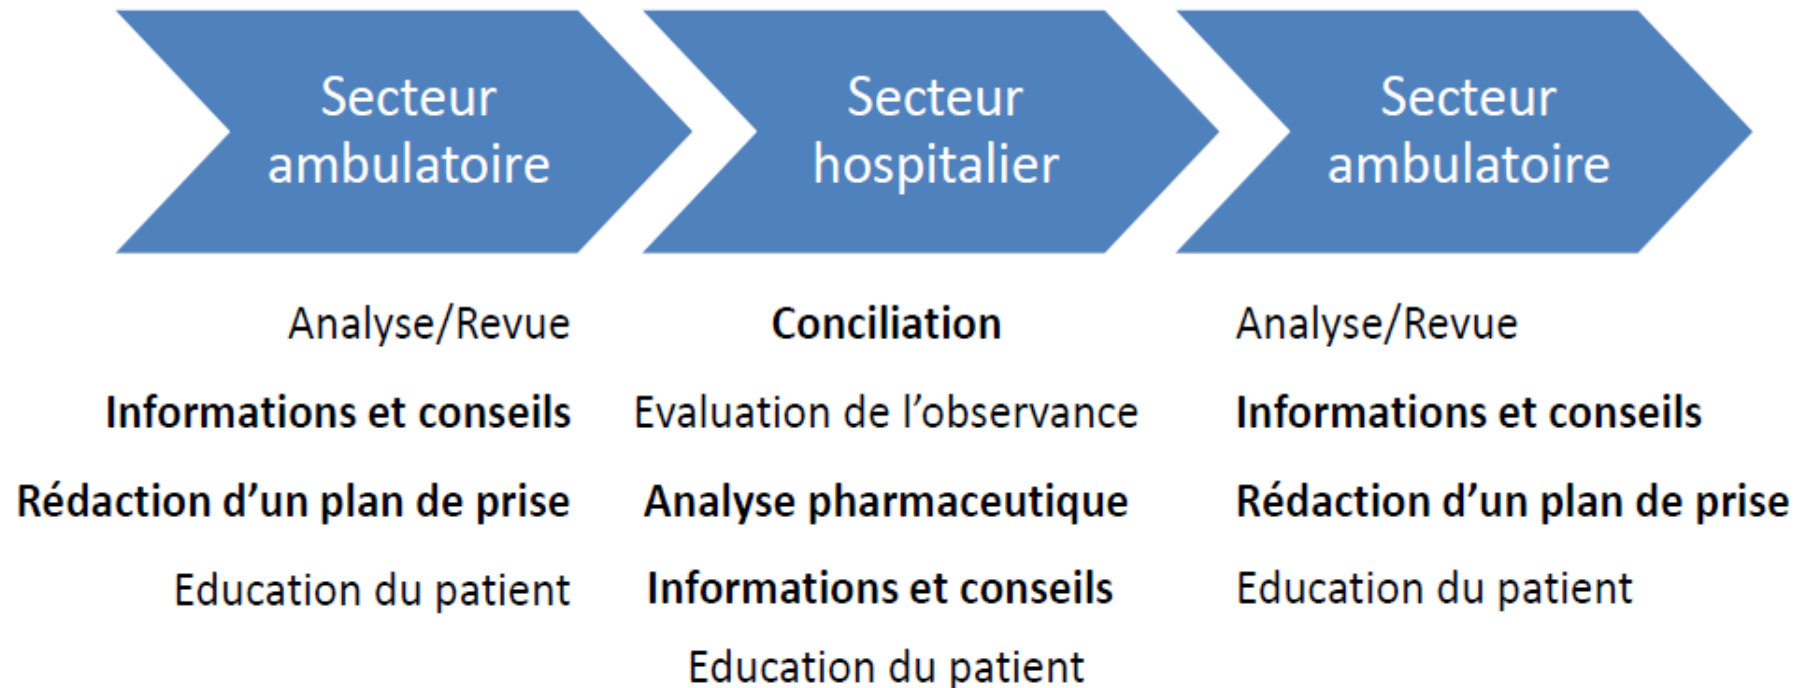 Secteur
ambulatoire
Secteur
hospitalier
Secteur
ambulatoire
Analyse/Revue
Informations et conseils
Rédaction d’un plan de prise
Education du patient
Conciliation
Evaluation de l’observance
Analyse pharmaceutique
Informations et conseils
Education du patient
Analyse/Revue
Informations et conseils
Rédaction d’un plan de prise
Education du patient